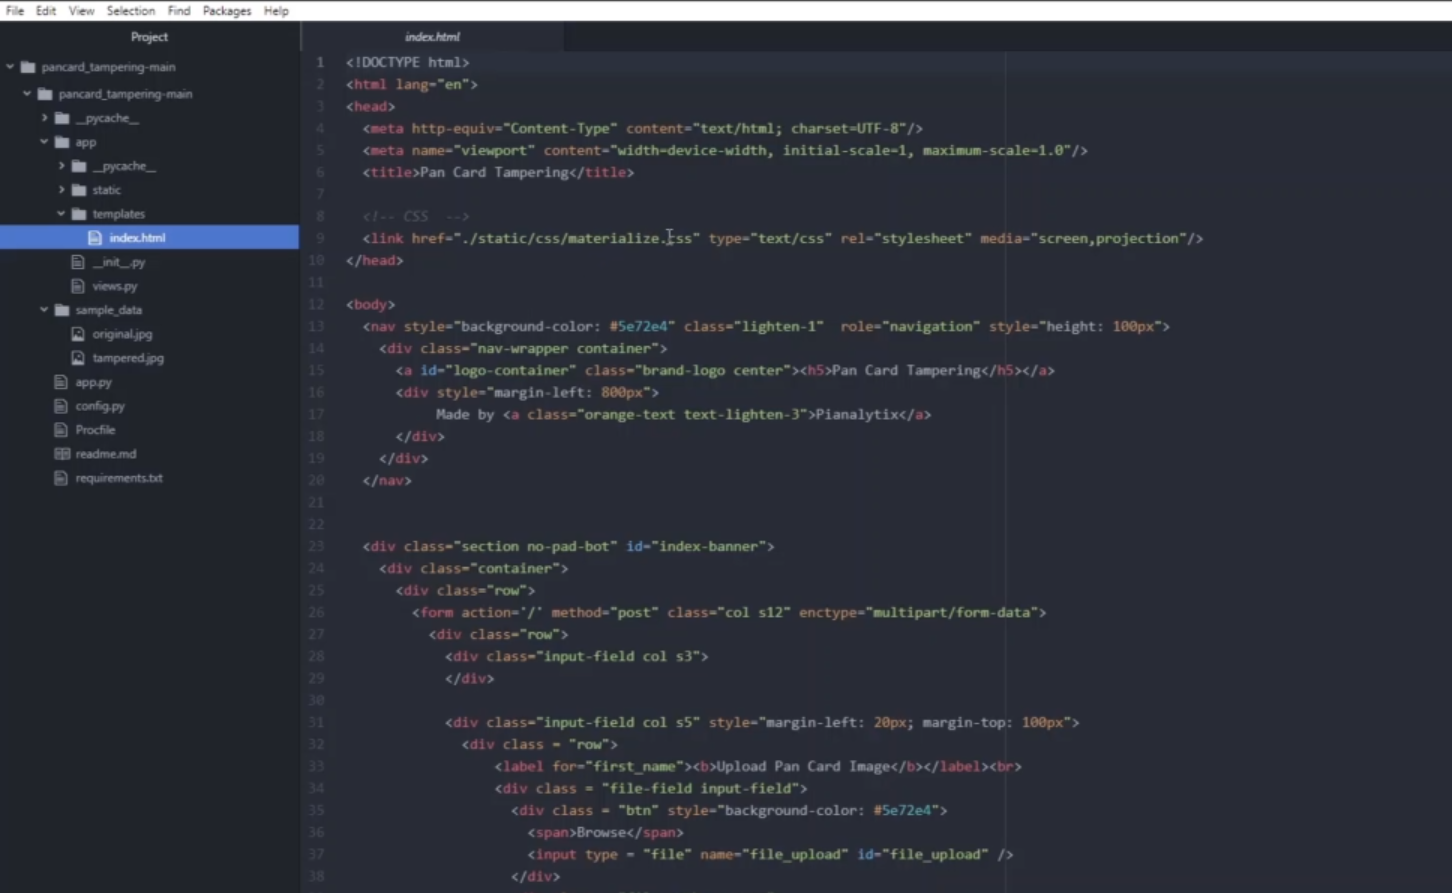 File Edit View Selection Find Packages Help
Project
index.html
pancard_tampering-main
pancard_tampering-main
__pycache__
app
__pycache__
static
templates
index.html
__init__.py
views.py
sample_data
original.jpg
tampered.jpg
app.py
config.py
Procfile
readme.md
requirements.txt
1 <!DOCTYPE html>
2 <html lang="en">
3 <head>
4 <meta http-equiv="Content-Type" content="text/html; charset=UTF-8"/>
5 <meta name="viewport" content="width=device-width, initial-scale=1, maximum-scale=1.0"/>
6 <title>Pan Card Tampering</title>
7
8 <!-- CSS -->
9 <link href="./static/css/materialize.css" type="text/css" rel="stylesheet" media="screen,projection"/>
10 </head>
11
12 <body>
13 <nav style="background-color: #5e72e4" class="lighten-1" role="navigation" style="height: 100px">
14 <div class="nav-wrapper container">
15 <a id="logo-container" class="brand-logo center"><h5>Pan Card Tampering</h5></a>
16 <div style="margin-left: 800px">
17 Made by <a class="orange-text text-lighten-3">Pianalytix</a>
18 </div>
19 </div>
20 </nav>
21
22
23 <div class="section no-pad-bot" id="index-banner">
24 <div class="container">
25 <div class="row">
26 <form action='/' method="post" class="col s12" enctype="multipart/form-data">
27 <div class="row">
28 <div class="input-field col s3">
29 </div>
30
31 <div class="input-field col s5" style="margin-left: 20px; margin-top: 100px">
32 <div class = "row">
33 <label for="first_name"><b>Upload Pan Card Image</b></label><br>
34 <div class = "file-field input-field">
35 <div class = "btn" style="background-color: #5e72e4">
36 <span>Browse</span>
37 <input type = "file" name="file_upload" id="file_upload" />
38 </div>